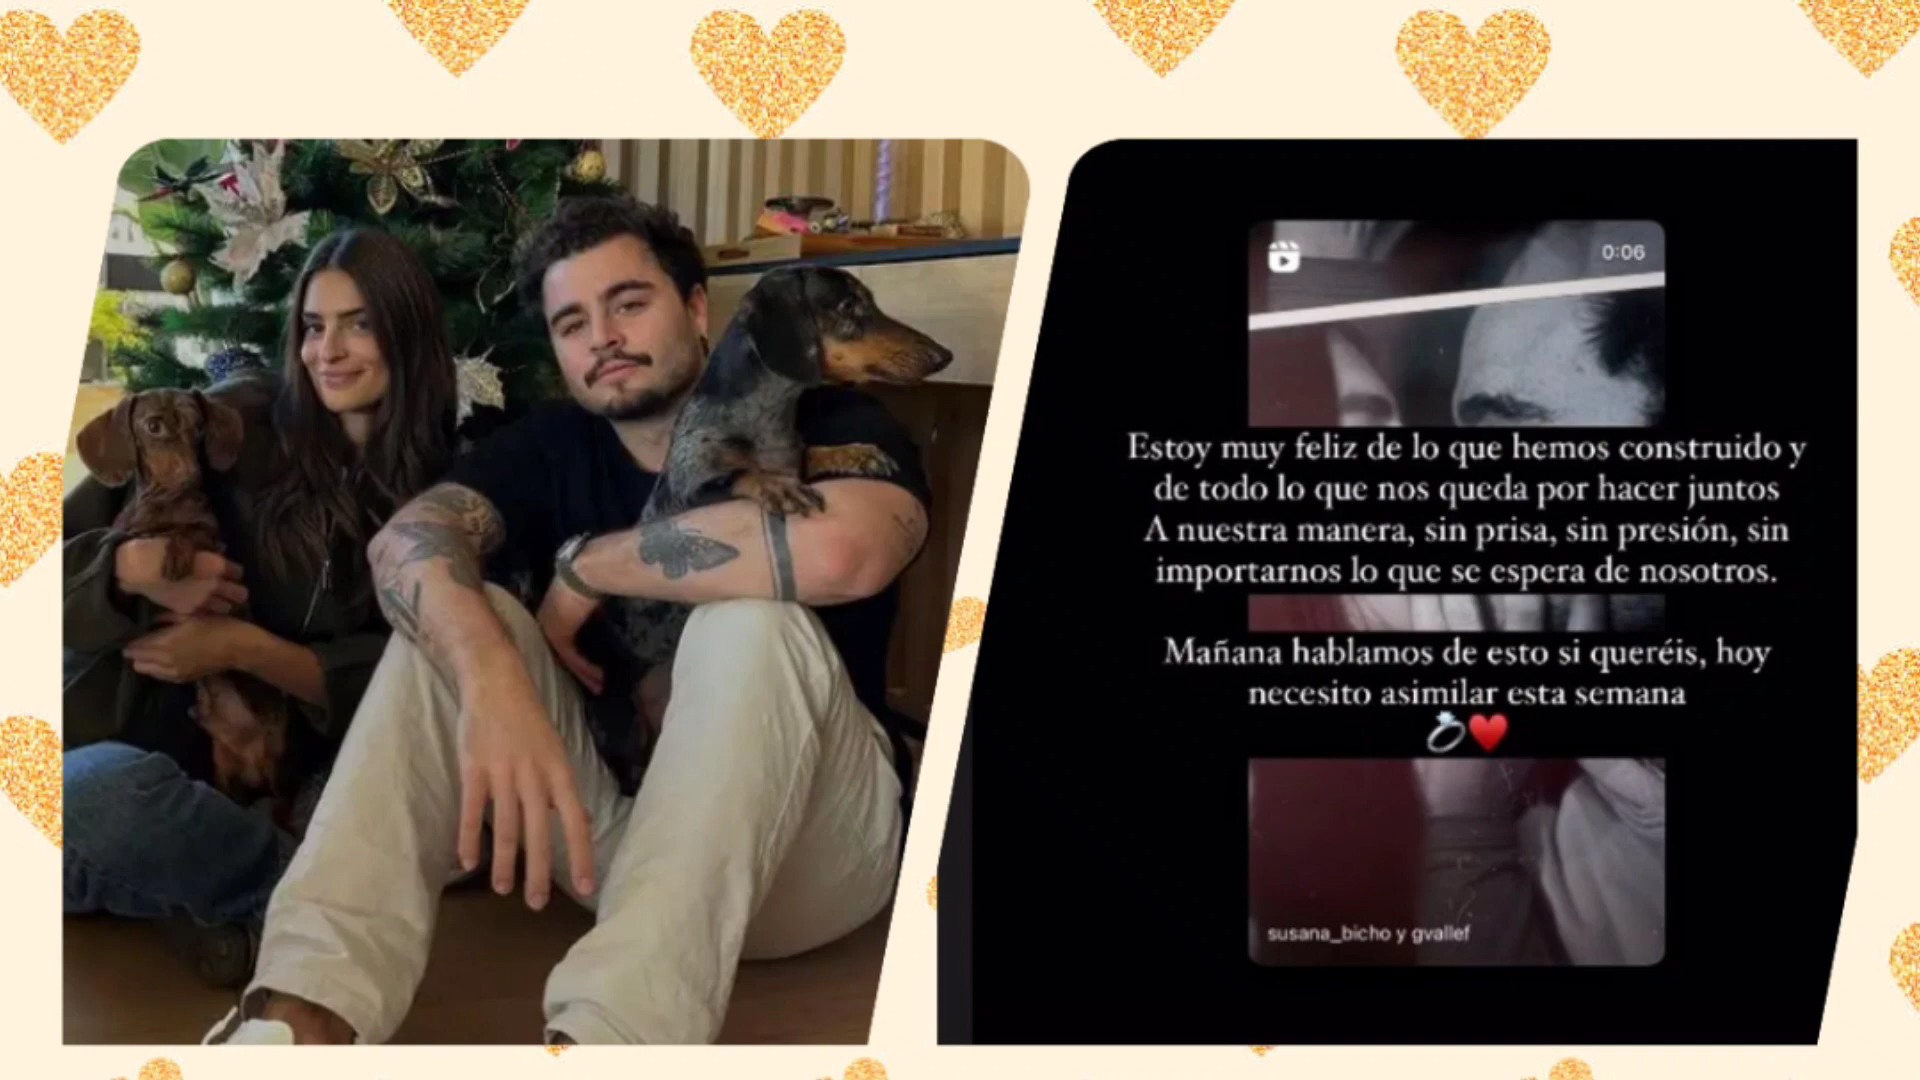 0:06
Estoy muy feliz de lo que hemos construido y
de todo lo que nos queda por hacer juntos
A nuestra manera, sin prisa, sin presión, sin
importarnos lo que se espera de nosotros.
Mañana hablamos de esto si queréis, hoy
necesito asimilar esta semana
💍❤️
susana_bicho y gvallef